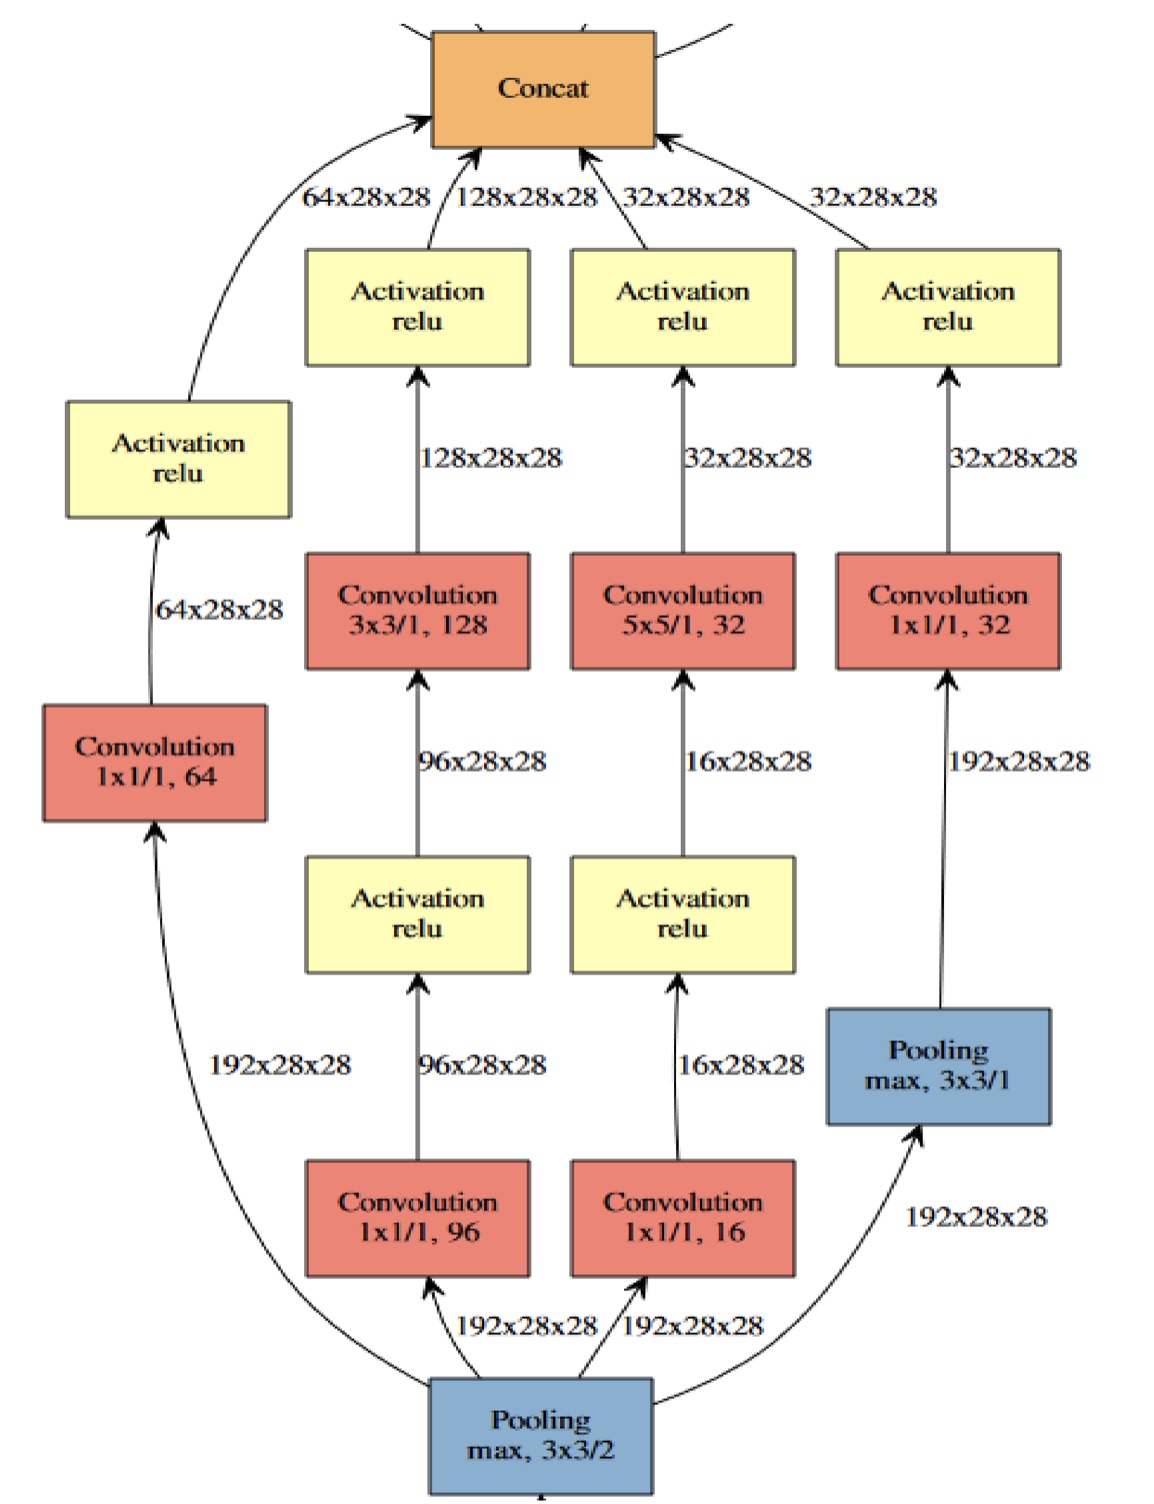 Concat
64x28x28
128x28x28
32x28x28
32x28x28
Activation
relu
Activation
relu
Activation
relu
Activation
relu
128x28x28
32x28x28
32x28x28
64x28x28
Convolution
3x3/1, 128
Convolution
5x5/1, 32
Convolution
1x1/1, 32
Convolution
1x1/1, 64
96x28x28
16x28x28
192x28x28
Activation
relu
Activation
relu
192x28x28
96x28x28
16x28x28
Pooling
max, 3x3/1
Convolution
1x1/1, 96
Convolution
1x1/1, 16
192x28x28
192x28x28
192x28x28
Pooling
max, 3x3/2